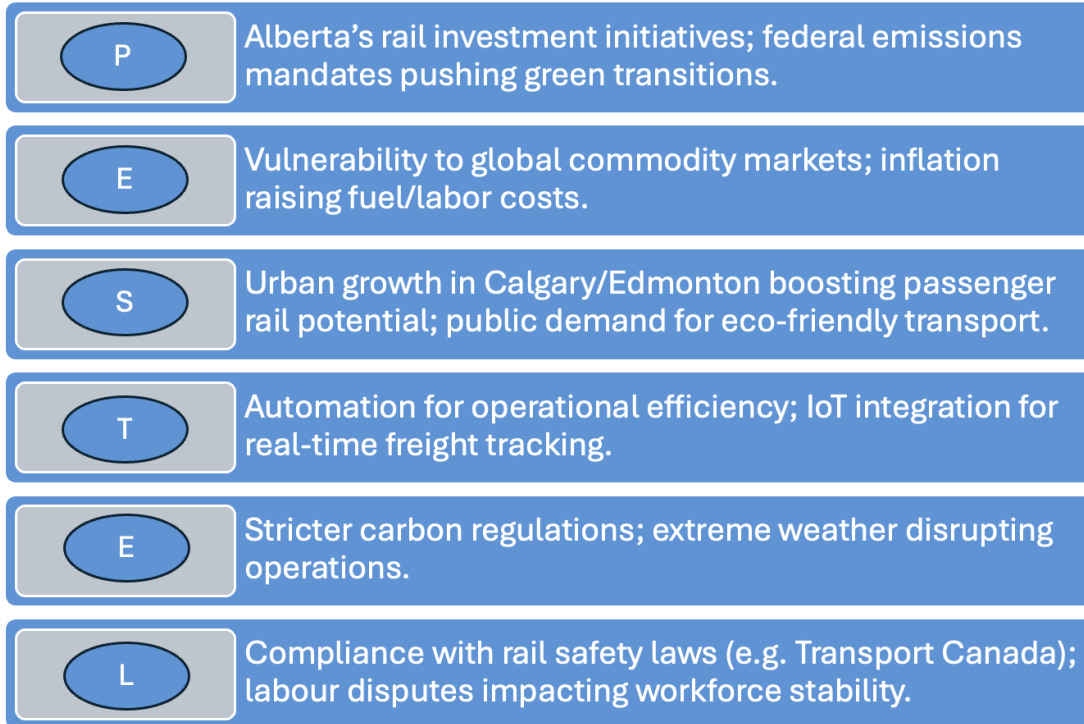 P
Alberta’s rail investment initiatives; federal emissions
mandates pushing green transitions.
E
Vulnerability to global commodity markets; inflation
raising fuel/labor costs.
S
Urban growth in Calgary/Edmonton boosting passenger
rail potential; public demand for eco-friendly transport.
T
Automation for operational efficiency; IoT integration for
real-time freight tracking.
E
Stricter carbon regulations; extreme weather disrupting
operations.
L
Compliance with rail safety laws (e.g. Transport Canada);
labour disputes impacting workforce stability.